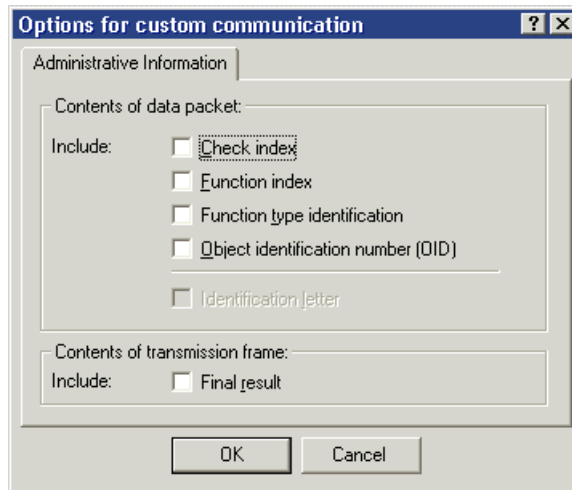 Options for custom communication ? ×
Administrative Information
Contents of data packet:
Include: Check index
Function index
Function type identification
Object identification number (OID)
Identification letter
Contents of transmission frame:
Include: Final result
OK Cancel